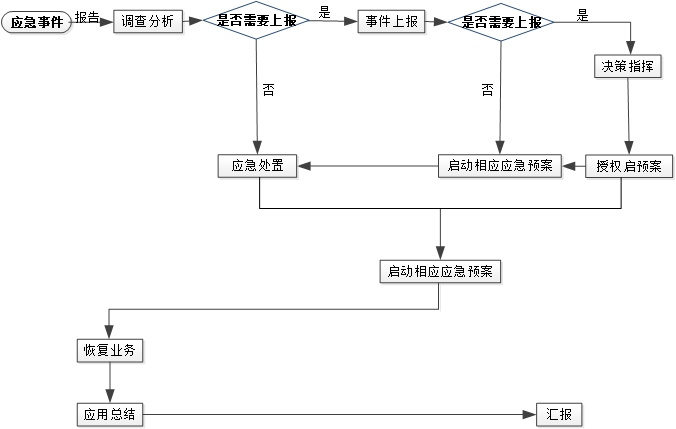 应急事件
报告
调查分析
是否需要上报
是
事件上报
是否需要上报
是
决策指挥
否
否
应急处置
启动相应应急预案
授权启预案
启动相应应急预案
恢复业务
应用总结
汇报